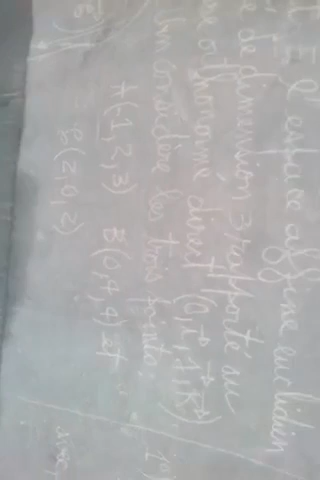 E l'espace affine euclidien
de dimension 3 rapporté au
orthonormé direct (O, i, j, k).
On considère les trois points
A(-1,2,3) B(0,4,4) et
C(2,0,2)